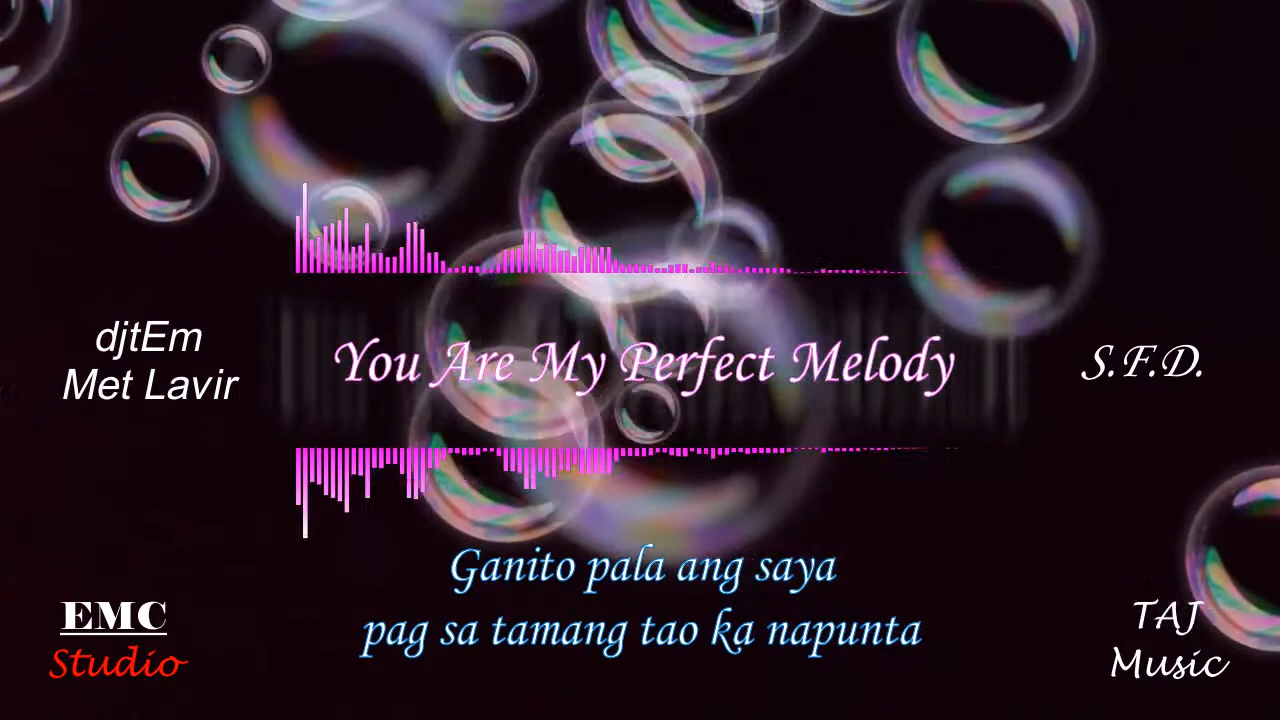 djtEm
Met Lavir
You Are My Perfect Melody
S.F.D.
Ganito pala ang saya
pag sa tamang tao ka napunta
EMC
Studio
TAJ
Music